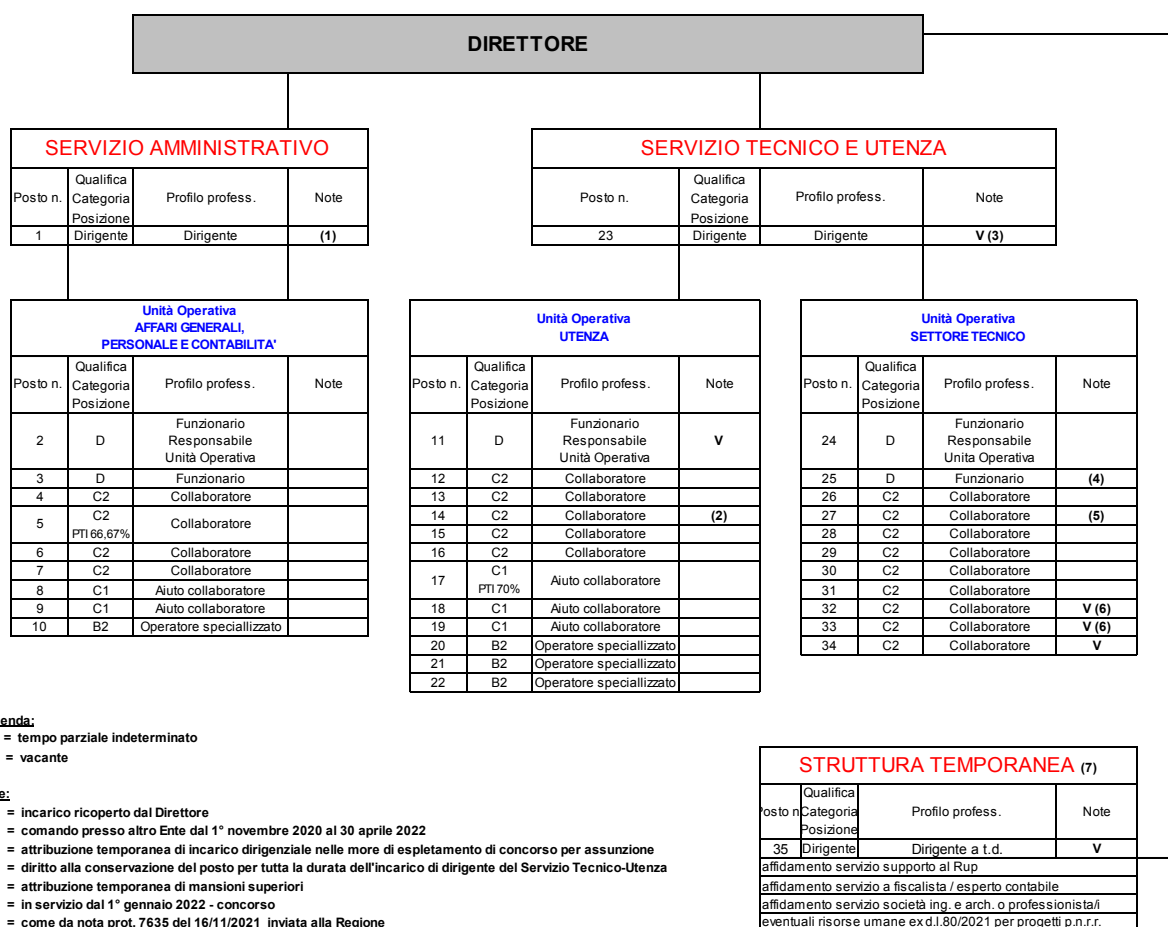 DIRETTORE
SERVIZIO AMMINISTRATIVO
Posto n. Qualifica Categoria Posizione Profilo profess. Note
1 Dirigente Dirigente (1)
SERVIZIO TECNICO E UTENZA
Posto n. Qualifica Categoria Posizione Profilo profess. Note
23 Dirigente Dirigente V (3)
Unità Operativa
AFFARI GENERALI,
PERSONALE E CONTABILITA'
Posto n. Qualifica Categoria Posizione Profilo profess. Note
2 D Funzionario Responsabile Unità Operativa
3 D Funzionario
4 C2 Collaboratore
5 C2 PTI 66,67% Collaboratore
6 C2 Collaboratore
7 C2 Collaboratore
8 C1 Aiuto collaboratore
9 C1 Aiuto collaboratore
10 B2 Operatore speciallizzato
Unità Operativa
UTENZA
Posto n. Qualifica Categoria Posizione Profilo profess. Note
11 D Funzionario Responsabile Unità Operativa V
12 C2 Collaboratore
13 C2 Collaboratore
14 C2 Collaboratore (2)
15 C2 Collaboratore
16 C2 Collaboratore
17 C1 PTI 70% Aiuto collaboratore
18 C1 Aiuto collaboratore
19 C1 Aiuto collaboratore
20 B2 Operatore speciallizzato
21 B2 Operatore speciallizzato
22 B2 Operatore speciallizzato
Unità Operativa
SETTORE TECNICO
Posto n. Qualifica Categoria Posizione Profilo profess. Note
24 D Funzionario Responsabile Unita Operativa
25 D Funzionario (4)
26 C2 Collaboratore
27 C2 Collaboratore (5)
28 C2 Collaboratore
29 C2 Collaboratore
30 C2 Collaboratore
31 C2 Collaboratore
32 C2 Collaboratore V (6)
33 C2 Collaboratore V (6)
34 C2 Collaboratore V
enda:
= tempo parziale indeterminato
= vacante
e:
= incarico ricoperto dal Direttore
= comando presso altro Ente dal 1° novembre 2020 al 30 aprile 2022
= attribuzione temporanea di incarico dirigenziale nelle more di espletamento di concorso per assunzione
= diritto alla conservazione del posto per tutta la durata dell'incarico di dirigente del Servizio Tecnico-Utenza
= attribuzione temporanea di mansioni superiori
= in servizio dal 1° gennaio 2022 - concorso
= come da nota prot. 7635 del 16/11/2021 inviata alla Regione
STRUTTURA TEMPORANEA (7)
Posto n Qualifica Categoria Posizione Profilo profess. Note
35 Dirigente Dirigente a t.d. V
affidamento servizio supporto al Rup
affidamento servizio a fiscalista / esperto contabile
affidamento servizio società ing. e arch. o professionista/i
eventuali risorse umane ex d.l.80/2021 per progetti p.n.r.r.